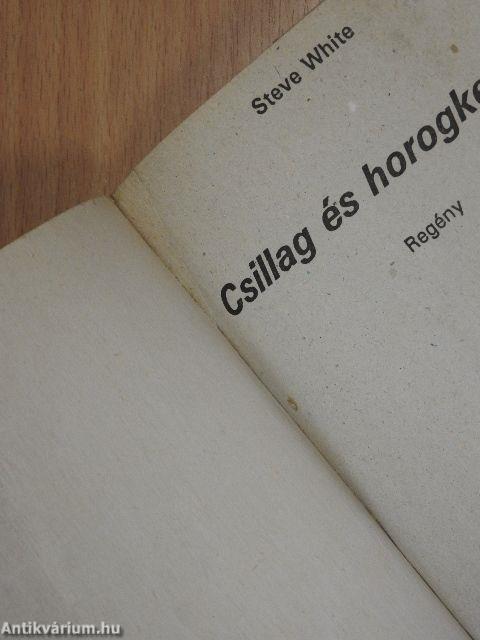 Steve White
Csillag és horogke
Regény
Antikvárium.hu